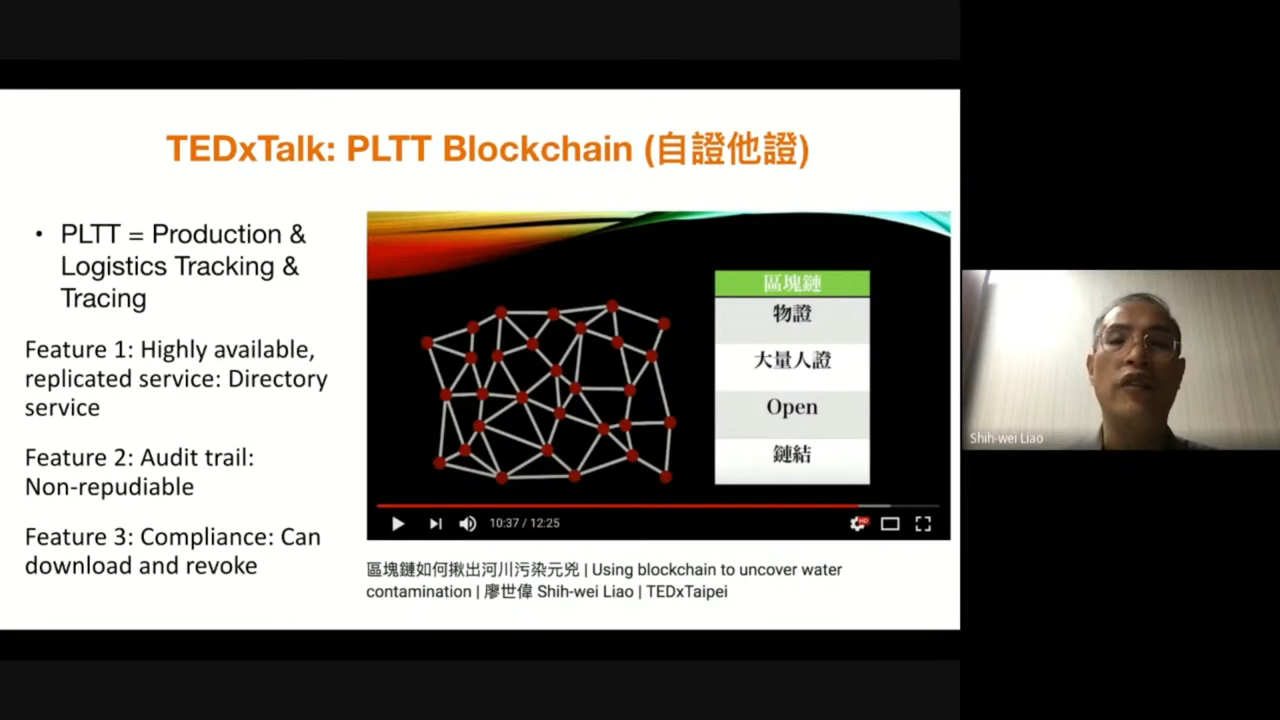 TEDxTalk: PLTT Blockchain (自證他證)
• PLTT = Production &
Logistics Tracking &
Tracing
Feature 1: Highly available,
replicated service: Directory
service
Feature 2: Audit trail:
Non-repudiable
Feature 3: Compliance: Can
download and revoke
區塊鏈
物證
大量人證
Open
鏈結
10:37 / 12:25
HD
區塊鏈如何揪出河川污染元兇 | Using blockchain to uncover water
contamination | 廖世偉 Shih-wei Liao | TEDxTaipei
Shih-wei Liao